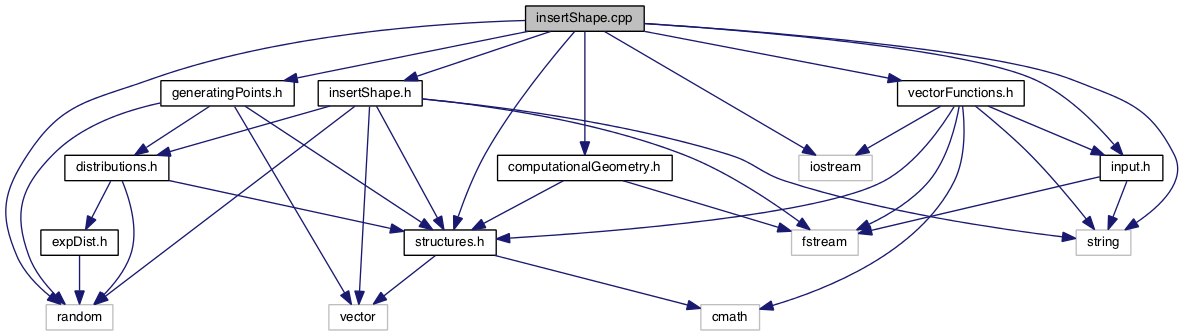 insertShape.cpp
generatingPoints.h
insertShape.h
vectorFunctions.h
distributions.h
computationalGeometry.h
iostream
input.h
expDist.h
structures.h
fstream
string
random
vector
cmath